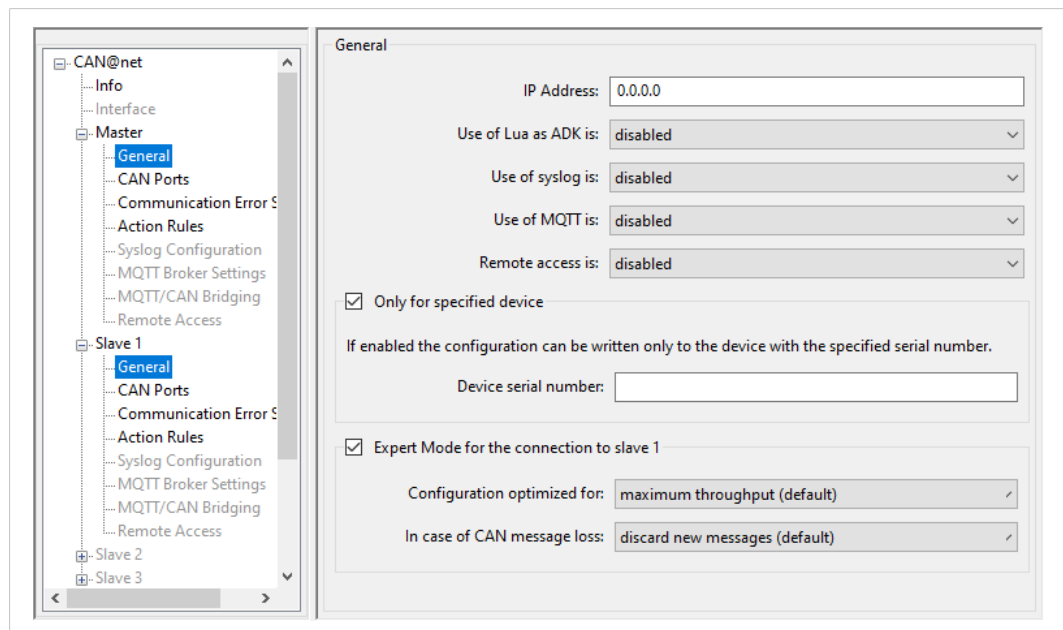 CAN@net
Info
Interface
Master
General
CAN Ports
Communication Error S
Action Rules
Syslog Configuration
MQTT Broker Settings
MQTT/CAN Bridging
Remote Access
Slave 1
General
CAN Ports
Communication Error S
Action Rules
Syslog Configuration
MQTT Broker Settings
MQTT/CAN Bridging
Remote Access
Slave 2
Slave 3
General
IP Address: 0.0.0.0
Use of Lua as ADK is: disabled
Use of syslog is: disabled
Use of MQTT is: disabled
Remote access is: disabled
Only for specified device
If enabled the configuration can be written only to the device with the specified serial number.
Device serial number:
Expert Mode for the connection to slave 1
Configuration optimized for: maximum throughput (default)
In case of CAN message loss: discard new messages (default)